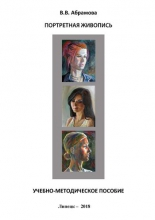 В.В. Абрамова
ПОРТРЕТНАЯ ЖИВОПИСЬ
УЧЕБНО-МЕТОДИЧЕСКОЕ ПОСОБИЕ
Липецк – 2018